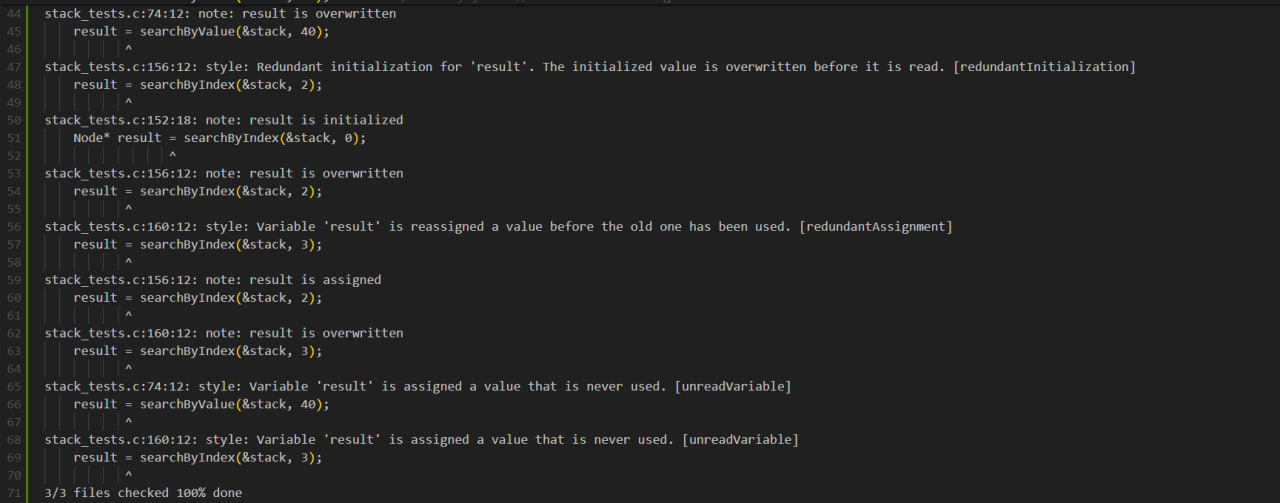 44 stack_tests.c:74:12: note: result is overwritten
45 result = searchByValue(&stack, 40);
46 ^
47 stack_tests.c:156:12: style: Redundant initialization for 'result'. The initialized value is overwritten before it is read. [redundantInitialization]
48 result = searchByIndex(&stack, 2);
49 ^
50 stack_tests.c:152:18: note: result is initialized
51 Node* result = searchByIndex(&stack, 0);
52 ^
53 stack_tests.c:156:12: note: result is overwritten
54 result = searchByIndex(&stack, 2);
55 ^
56 stack_tests.c:160:12: style: Variable 'result' is reassigned a value before the old one has been used. [redundantAssignment]
57 result = searchByIndex(&stack, 3);
58 ^
59 stack_tests.c:156:12: note: result is assigned
60 result = searchByIndex(&stack, 2);
61 ^
62 stack_tests.c:160:12: note: result is overwritten
63 result = searchByIndex(&stack, 3);
64 ^
65 stack_tests.c:74:12: style: Variable 'result' is assigned a value that is never used. [unreadVariable]
66 result = searchByValue(&stack, 40);
67 ^
68 stack_tests.c:160:12: style: Variable 'result' is assigned a value that is never used. [unreadVariable]
69 result = searchByIndex(&stack, 3);
70 ^
71 3/3 files checked 100% done